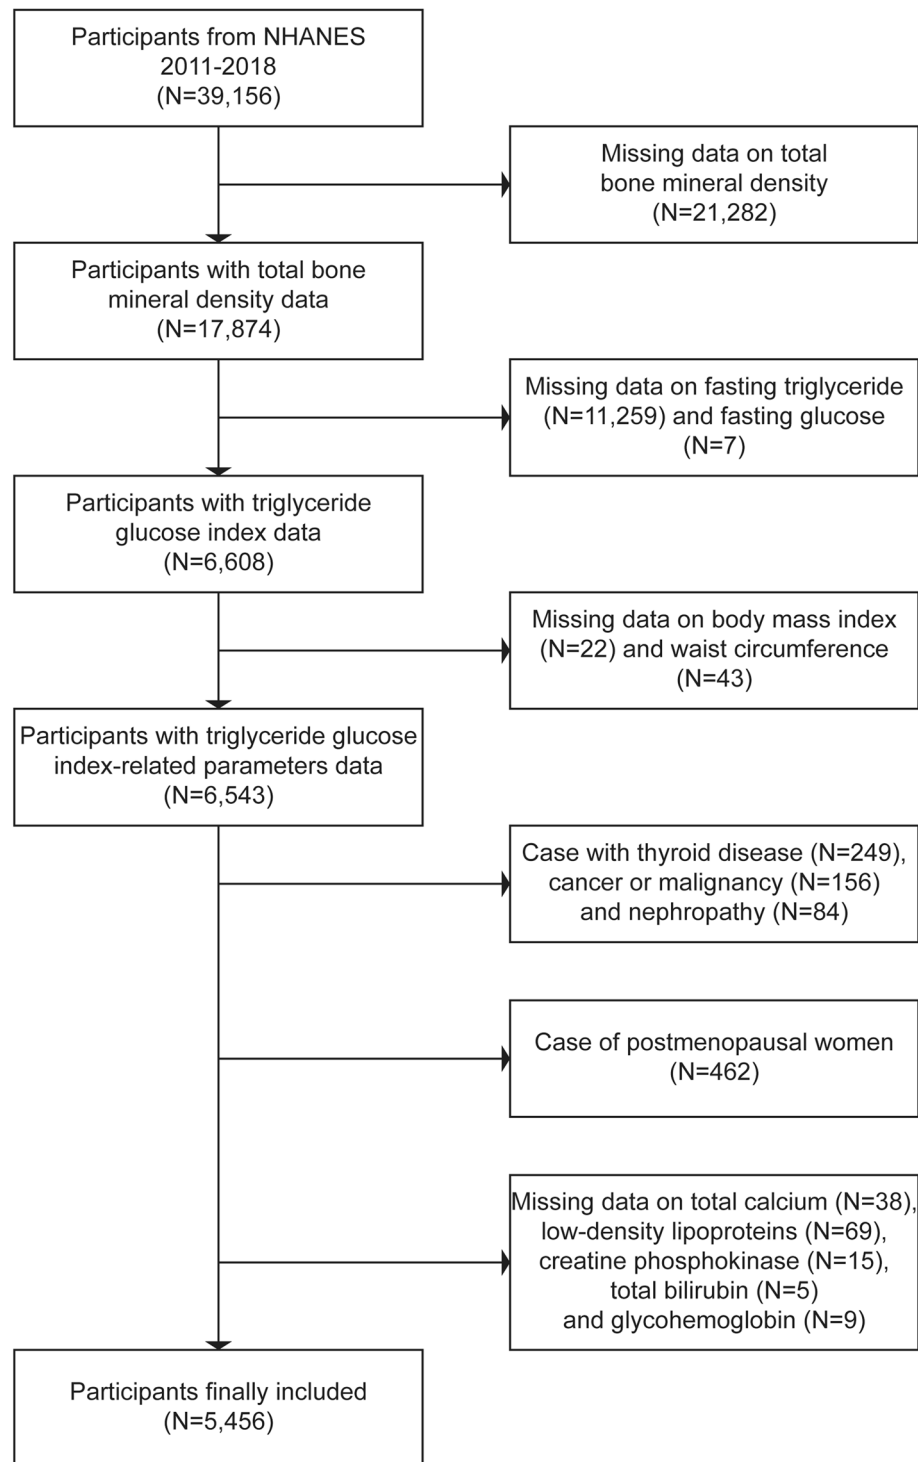 Participants from NHANES
2011-2018
(N=39,156)
Missing data on total
bone mineral density
(N=21,282)
Participants with total bone
mineral density data
(N=17,874)
Missing data on fasting triglyceride
(N=11,259) and fasting glucose
(N=7)
Participants with triglyceride
glucose index data
(N=6,608)
Missing data on body mass index
(N=22) and waist circumference
(N=43)
Participants with triglyceride glucose
index-related parameters data
(N=6,543)
Case with thyroid disease (N=249),
cancer or malignancy (N=156)
and nephropathy (N=84)
Case of postmenopausal women
(N=462)
Missing data on total calcium (N=38),
low-density lipoproteins (N=69),
creatine phosphokinase (N=15),
total bilirubin (N=5)
and glycohemoglobin (N=9)
Participants finally included
(N=5,456)